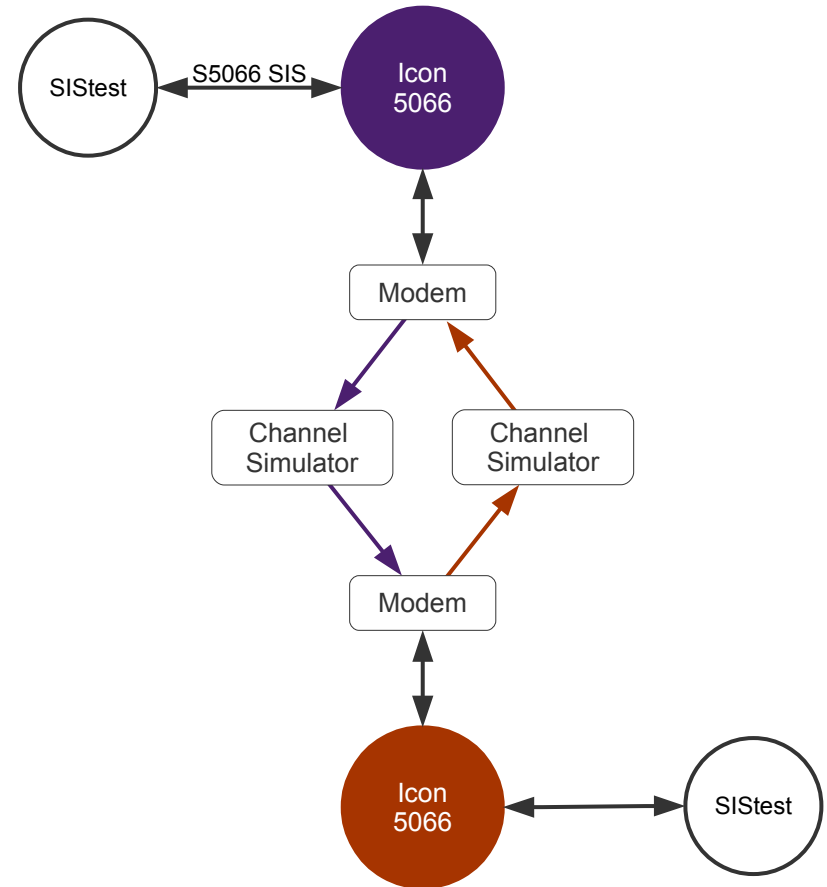 SIStest
S5066 SIS
Icon
5066
Modem
Channel
Simulator
Channel
Simulator
Modem
Icon
5066
SIStest